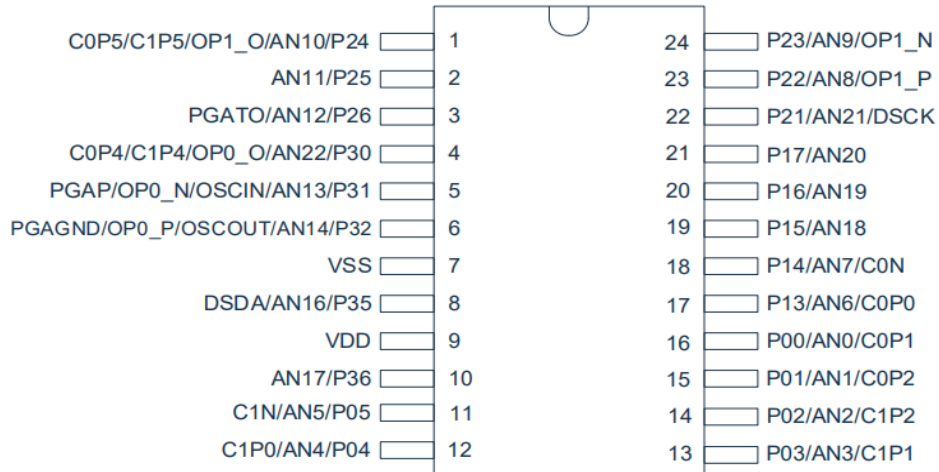 C0P5/C1P5/OP1_O/AN10/P24 1 24 P23/AN9/OP1_N
AN11/P25 2 23 P22/AN8/OP1_P
PGATO/AN12/P26 3 22 P21/AN21/DSCK
C0P4/C1P4/OP0_O/AN22/P30 4 21 P17/AN20
PGAP/OP0_N/OSCIN/AN13/P31 5 20 P16/AN19
PGAGND/OP0_P/OSCOUT/AN14/P32 6 19 P15/AN18
VSS 7 18 P14/AN7/C0N
DSDA/AN16/P35 8 17 P13/AN6/C0P0
VDD 9 16 P00/AN0/C0P1
AN17/P36 10 15 P01/AN1/C0P2
C1N/AN5/P05 11 14 P02/AN2/C1P2
C1P0/AN4/P04 12 13 P03/AN3/C1P1